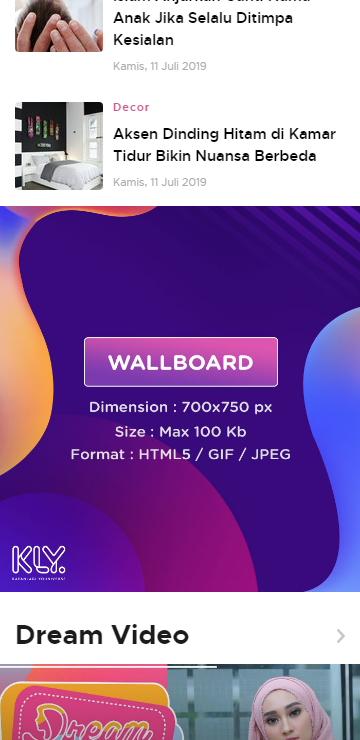 Anak Jika Selalu Ditimpa
Kesialan
Kamis, 11 Juli 2019
Decor
Aksen Dinding Hitam di Kamar
Tidur Bikin Nuansa Berbeda
Kamis, 11 Juli 2019
WALLBOARD
Dimension : 700x750 px
Size : Max 100 Kb
Format : HTML5 / GIF / JPEG
KLY.
KAPANLAGI YOUNIVERSE
Dream Video
Dream